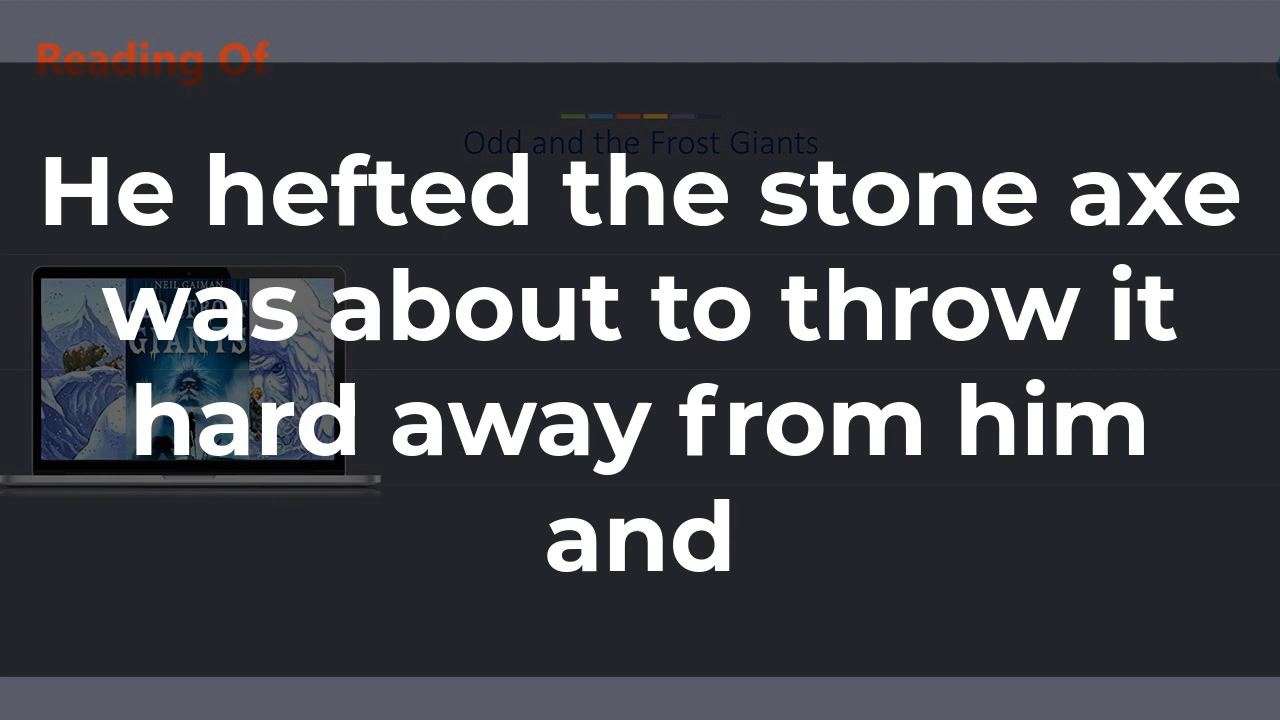 Reading Of
Odd and the Frost Giants
He hefted the stone axe
was about to throw it
hard away from him
and
NEIL GAIMAN
GIANTS